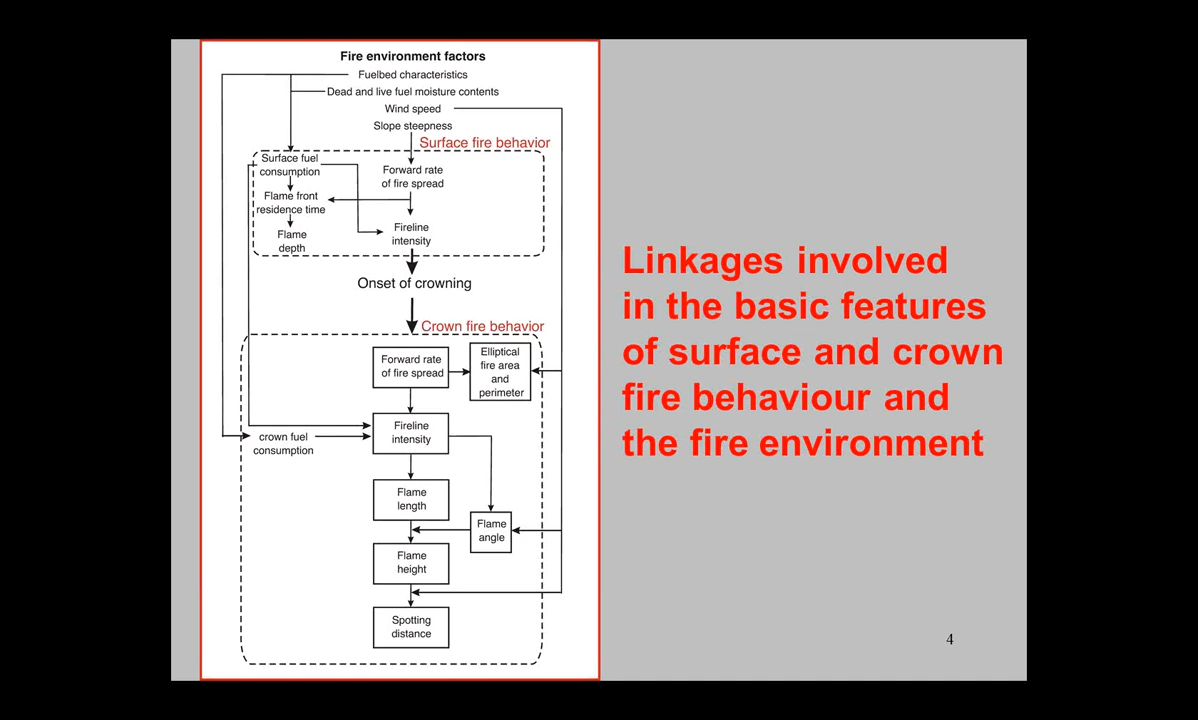 Fire environment factors
Fuelbed characteristics
Dead and live fuel moisture contents
Wind speed
Slope steepness
Surface fire behavior
Surface fuel
consumption
Forward rate
of fire spread
Flame front
residence time
Flame
depth
Fireline
intensity
Onset of crowning
Crown fire behavior
Forward rate
of fire spread
Elliptical
fire area
and
perimeter
Fireline
intensity
crown fuel
consumption
Flame
length
Flame
angle
Flame
height
Spotting
distance
Linkages involved
in the basic features
of surface and crown
fire behaviour and
the fire environment
4